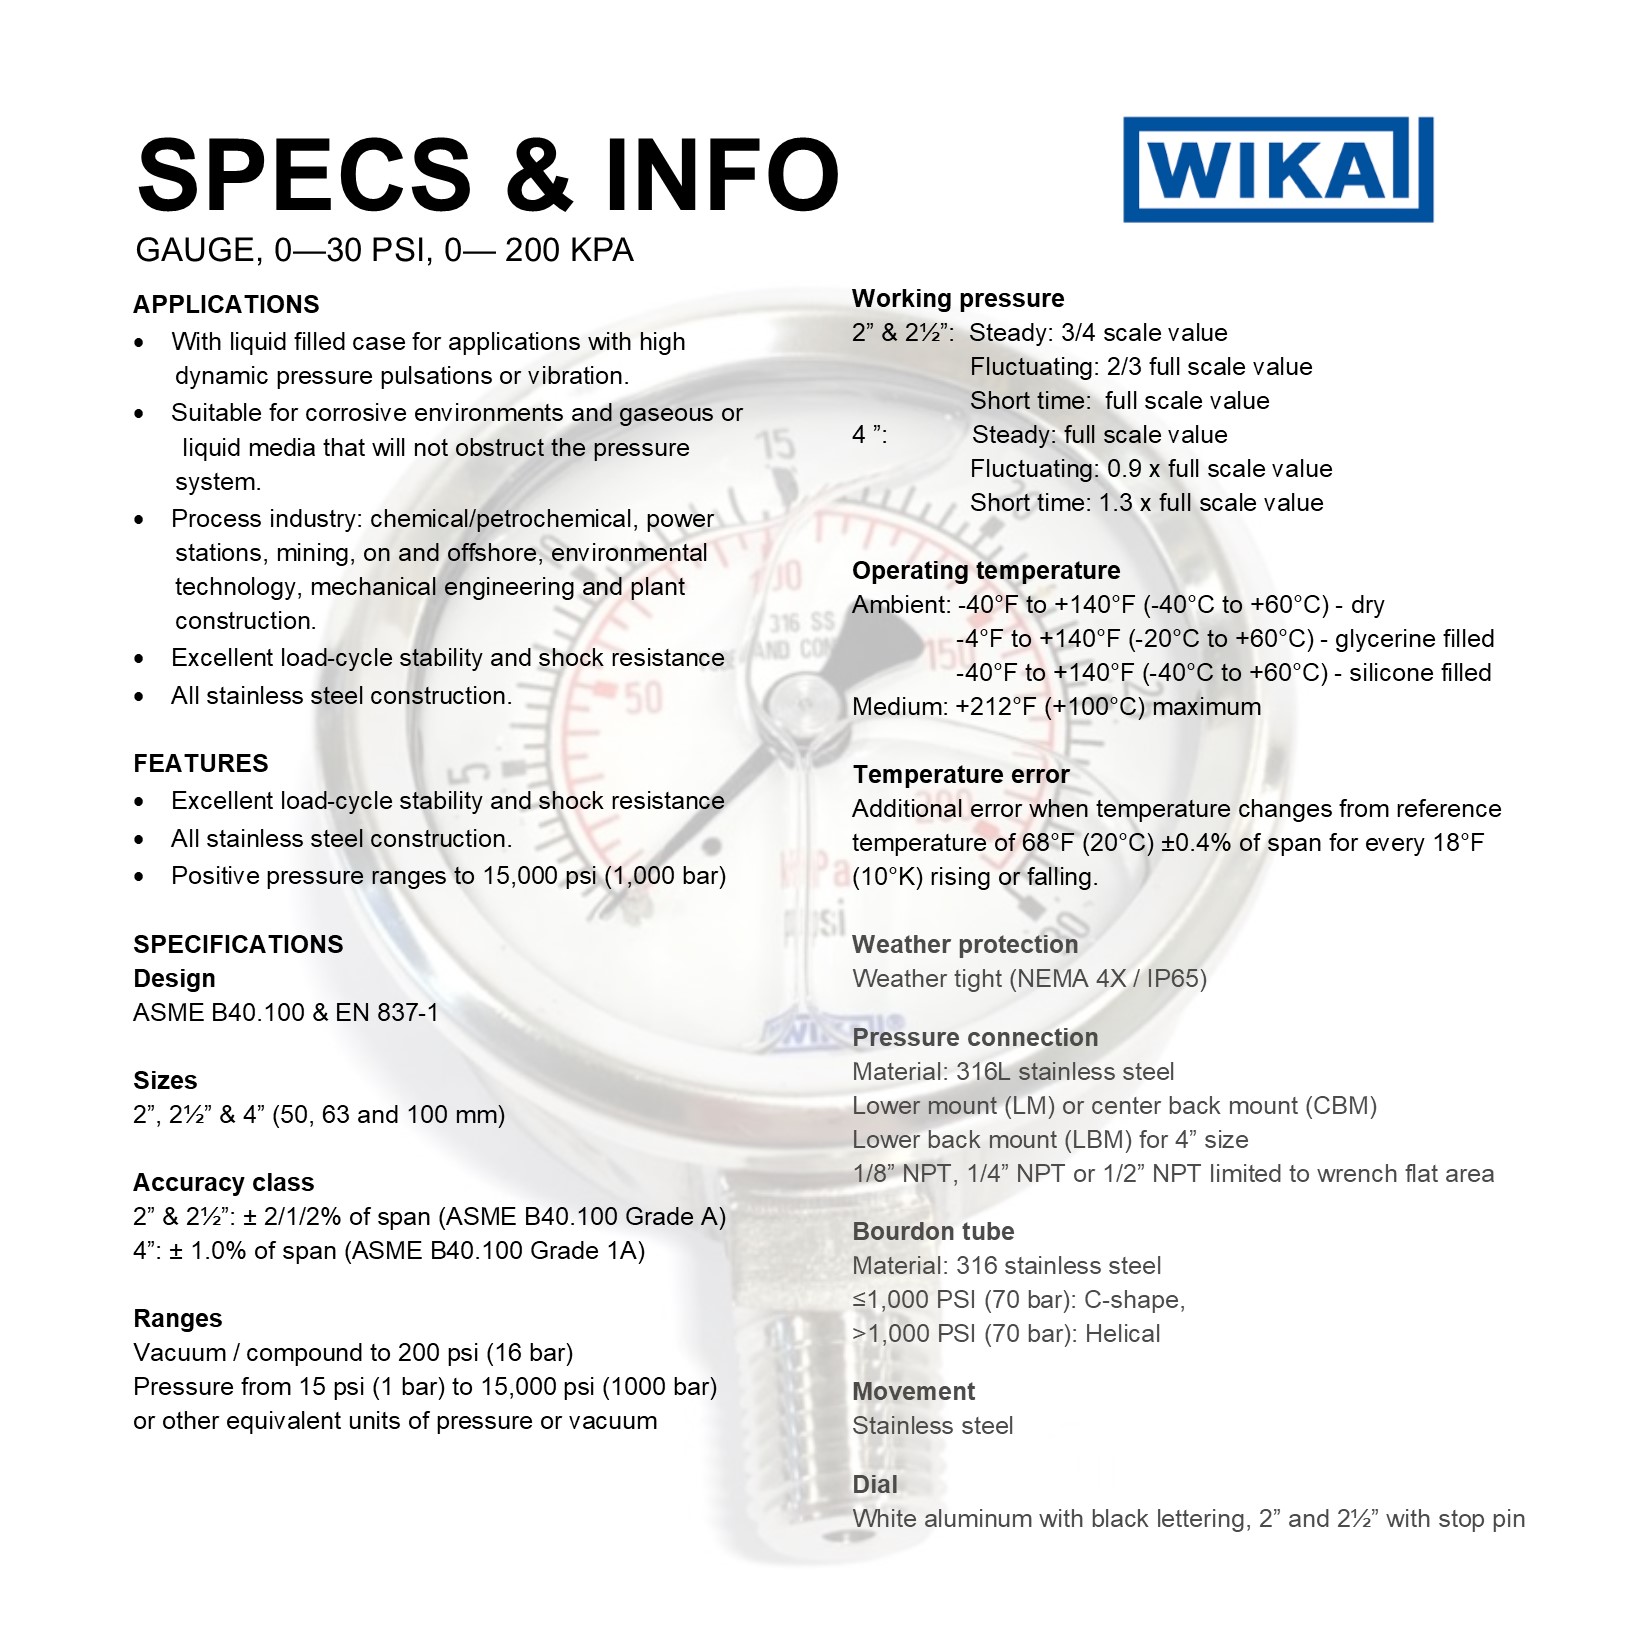 SPECS & INFO
WIKA
GAUGE, 0—30 PSI, 0— 200 KPA
APPLICATIONS
• With liquid filled case for applications with high
dynamic pressure pulsations or vibration.
• Suitable for corrosive environments and gaseous or
liquid media that will not obstruct the pressure
system.
• Process industry: chemical/petrochemical, power
stations, mining, on and offshore, environmental
technology, mechanical engineering and plant
construction.
• Excellent load-cycle stability and shock resistance
• All stainless steel construction.
FEATURES
• Excellent load-cycle stability and shock resistance
• All stainless steel construction.
• Positive pressure ranges to 15,000 psi (1,000 bar)
SPECIFICATIONS
Design
ASME B40.100 & EN 837-1
Sizes
2”, 2½” & 4” (50, 63 and 100 mm)
Accuracy class
2” & 2½”: ± 2/1/2% of span (ASME B40.100 Grade A)
4”: ± 1.0% of span (ASME B40.100 Grade 1A)
Ranges
Vacuum / compound to 200 psi (16 bar)
Pressure from 15 psi (1 bar) to 15,000 psi (1000 bar)
or other equivalent units of pressure or vacuum
Working pressure
2” & 2½”: Steady: 3/4 scale value
Fluctuating: 2/3 full scale value
Short time: full scale value
4 ”: Steady: full scale value
Fluctuating: 0.9 x full scale value
Short time: 1.3 x full scale value
Operating temperature
Ambient: -40°F to +140°F (-40°C to +60°C) - dry
-4°F to +140°F (-20°C to +60°C) - glycerine filled
-40°F to +140°F (-40°C to +60°C) - silicone filled
Medium: +212°F (+100°C) maximum
Temperature error
Additional error when temperature changes from reference
temperature of 68°F (20°C) ±0.4% of span for every 18°F
(10°K) rising or falling.
Weather protection
Weather tight (NEMA 4X / IP65)
Pressure connection
Material: 316L stainless steel
Lower mount (LM) or center back mount (CBM)
Lower back mount (LBM) for 4” size
1/8” NPT, 1/4” NPT or 1/2” NPT limited to wrench flat area
Bourdon tube
Material: 316 stainless steel
≤1,000 PSI (70 bar): C-shape,
>1,000 PSI (70 bar): Helical
Movement
Stainless steel
Dial
White aluminum with black lettering, 2” and 2½” with stop pin
15
100
316 SS
AND CON
150
50
5
200
kPa
psi
WIKA